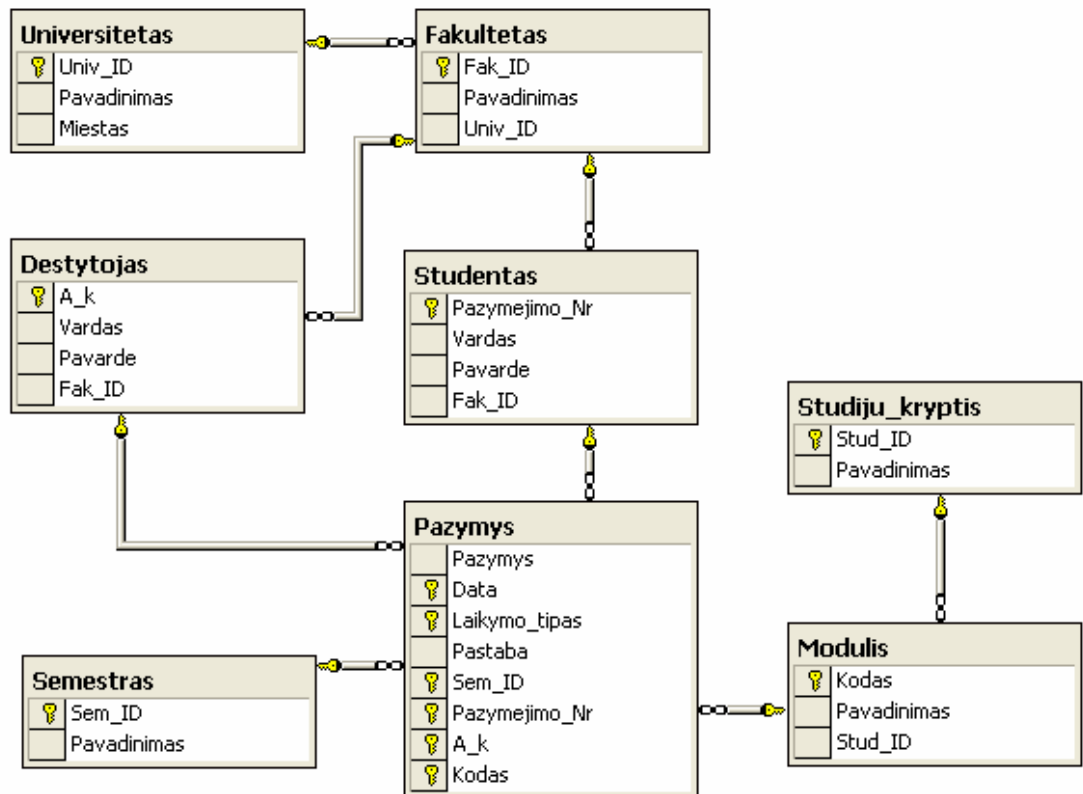 Universitetas
Univ_ID
Pavadinimas
Miestas
Fakultetas
Fak_ID
Pavadinimas
Univ_ID
Destytojas
A_k
Vardas
Pavarde
Fak_ID
Studentas
Pazymejimo_Nr
Vardas
Pavarde
Fak_ID
Studiju_kryptis
Stud_ID
Pavadinimas
Pazymys
Pazymys
Data
Laikymo_tipas
Pastaba
Sem_ID
Pazymejimo_Nr
A_k
Kodas
Semestras
Sem_ID
Pavadinimas
Modulis
Kodas
Pavadinimas
Stud_ID